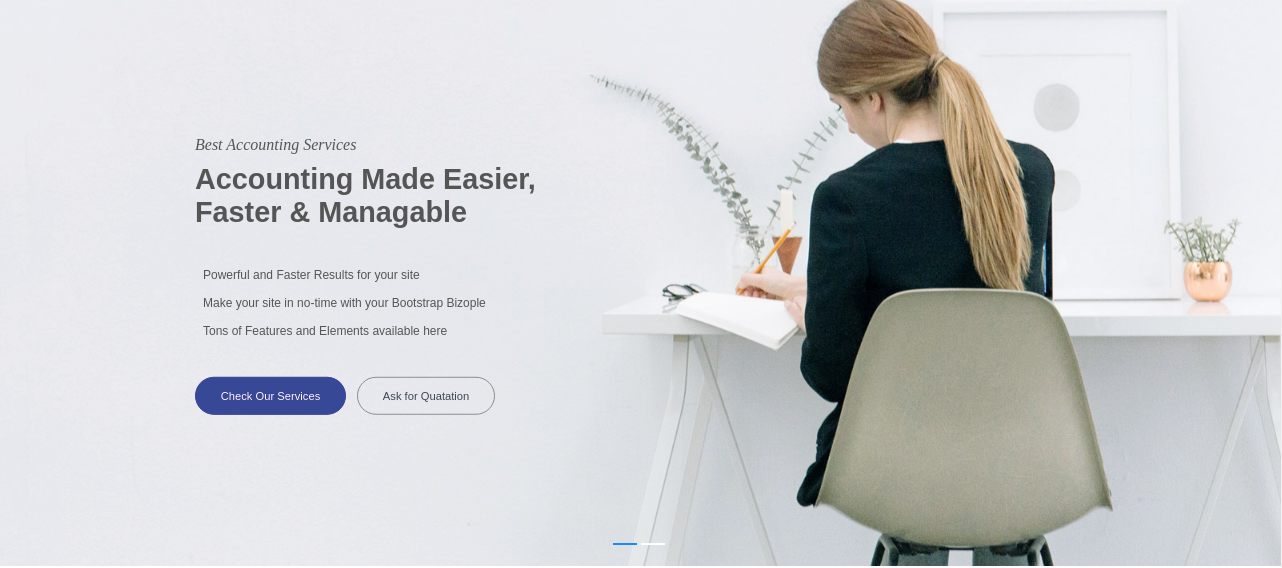 Best Accounting Services
Accounting Made Easier,
Faster & Managable
Powerful and Faster Results for your site
Make your site in no-time with your Bootstrap Bizople
Tons of Features and Elements available here
Check Our Services
Ask for Quatation